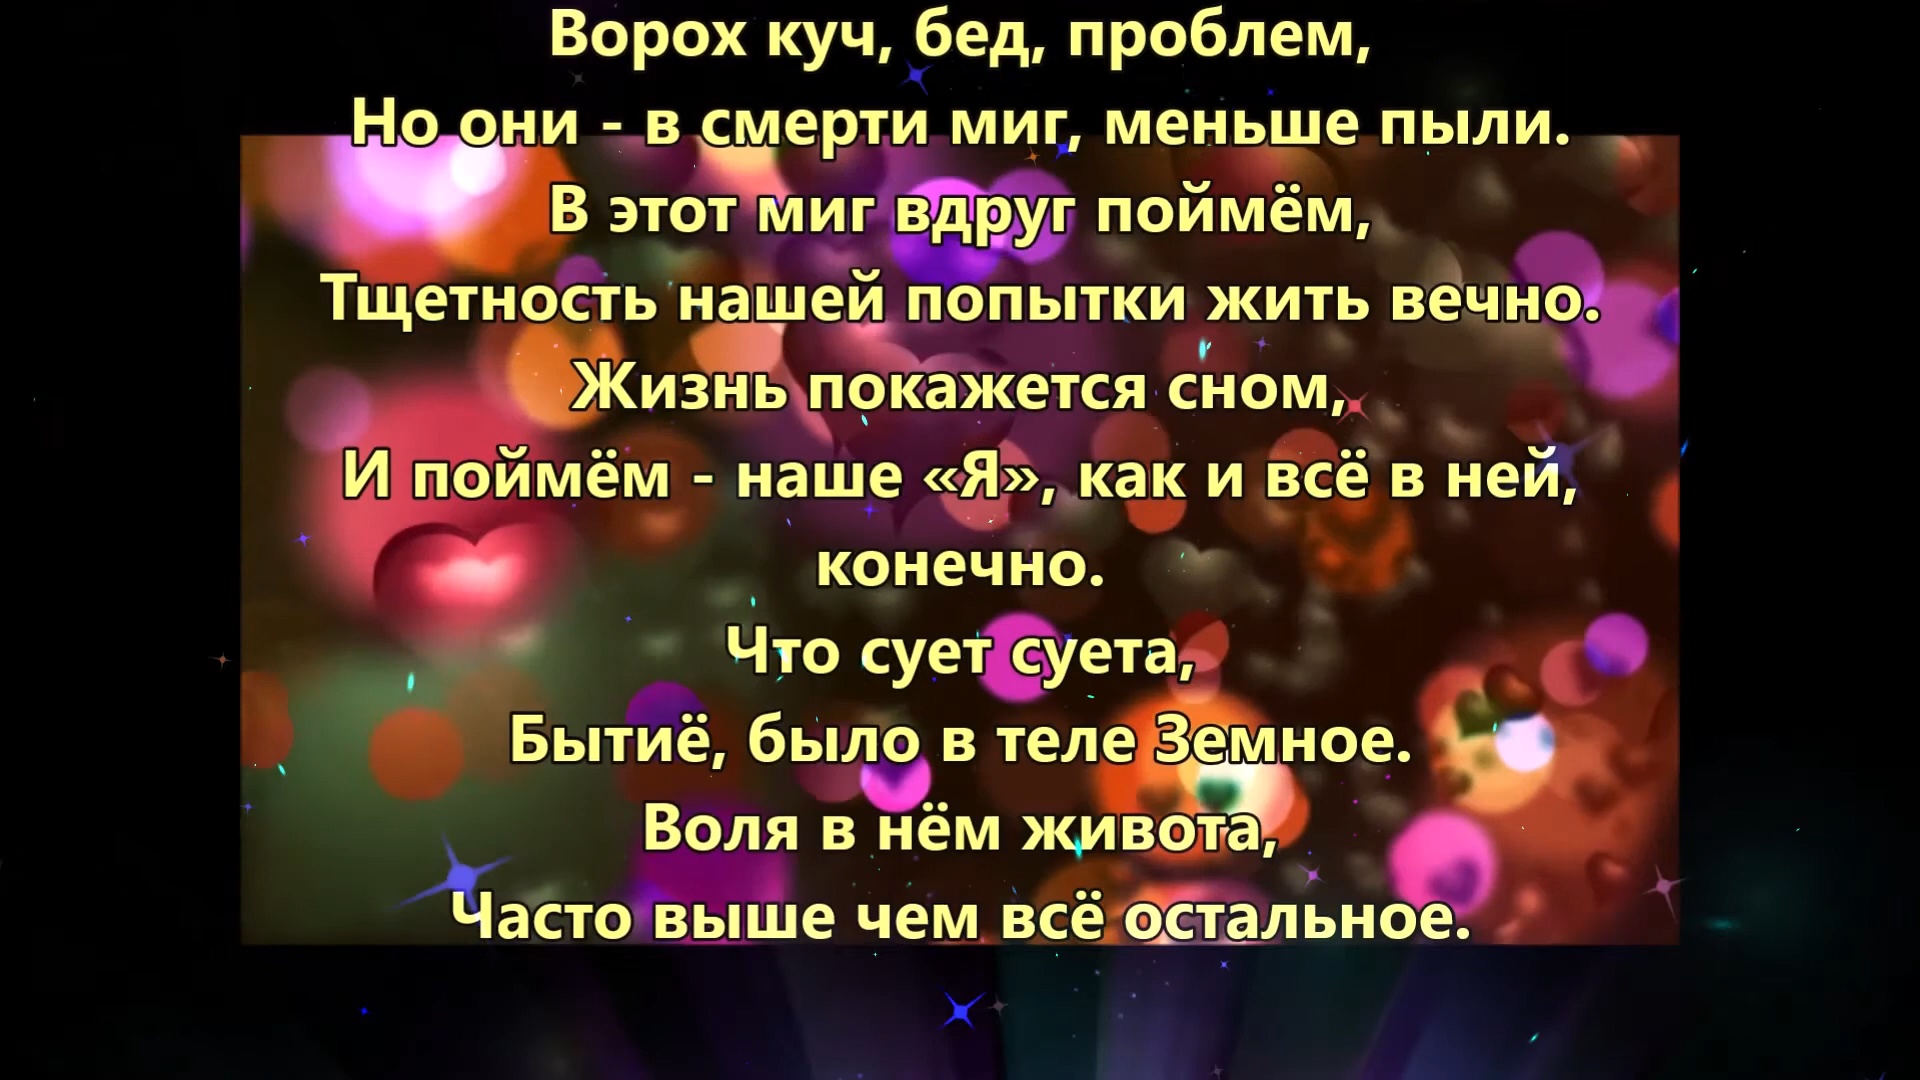 Ворох куч, бед, проблем,
Но они - в смерти миг, меньше пыли.
В этот миг вдруг поймём,
Тщетность нашей попытки жить вечно.
Жизнь покажется сном,
И поймём - наше «Я», как и всё в ней,
конечно.
Что сует суета,
Бытиё, было в теле Земное.
Воля в нём живота,
Часто выше чем всё остальное.